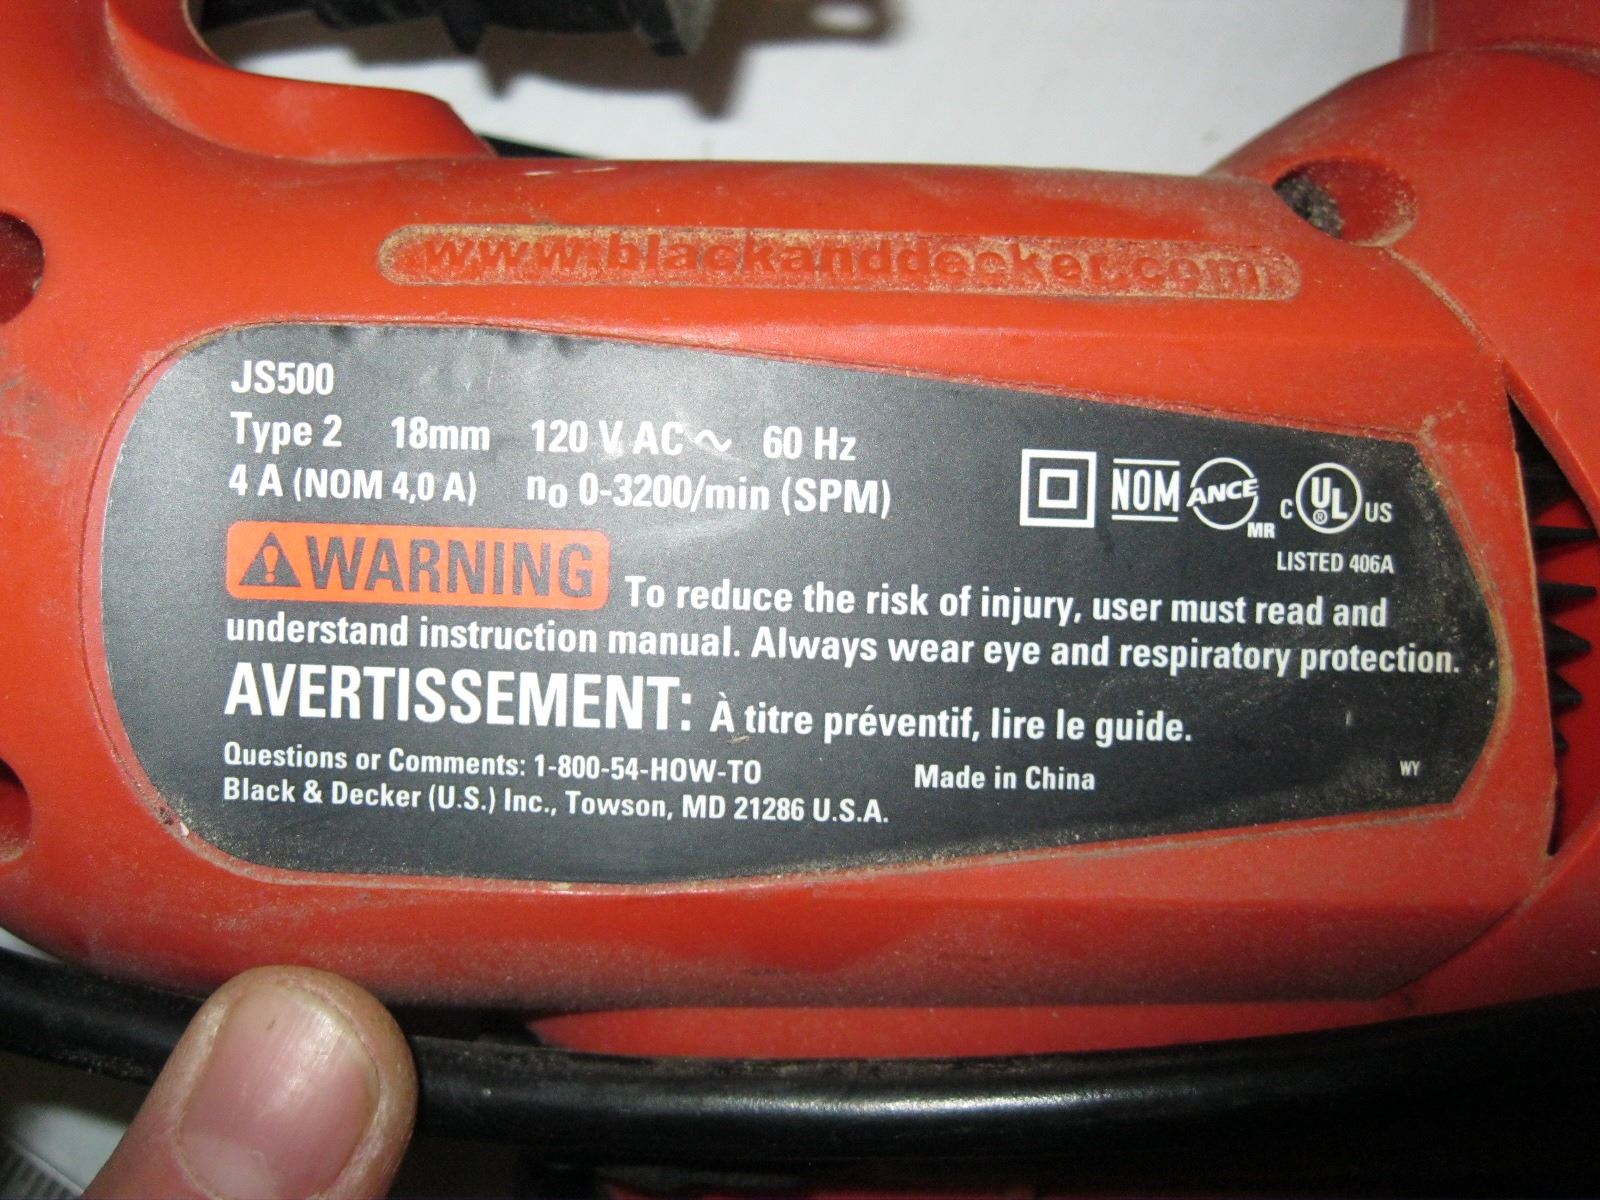 www.blackanddecker.com
JS500
Type 2 18mm 120 V AC ~ 60 Hz
4 A (NOM 4,0 A) no 0-3200/min (SPM)
NOM ANCE MR C UL ® US
LISTED 406A
WARNING To reduce the risk of injury, user must read and
understand instruction manual. Always wear eye and respiratory protection.
AVERTISSEMENT: À titre préventif, lire le guide.
Questions or Comments: 1-800-54-HOW-TO
Black & Decker (U.S.) Inc., Towson, MD 21286 U.S.A.
Made in China
WY